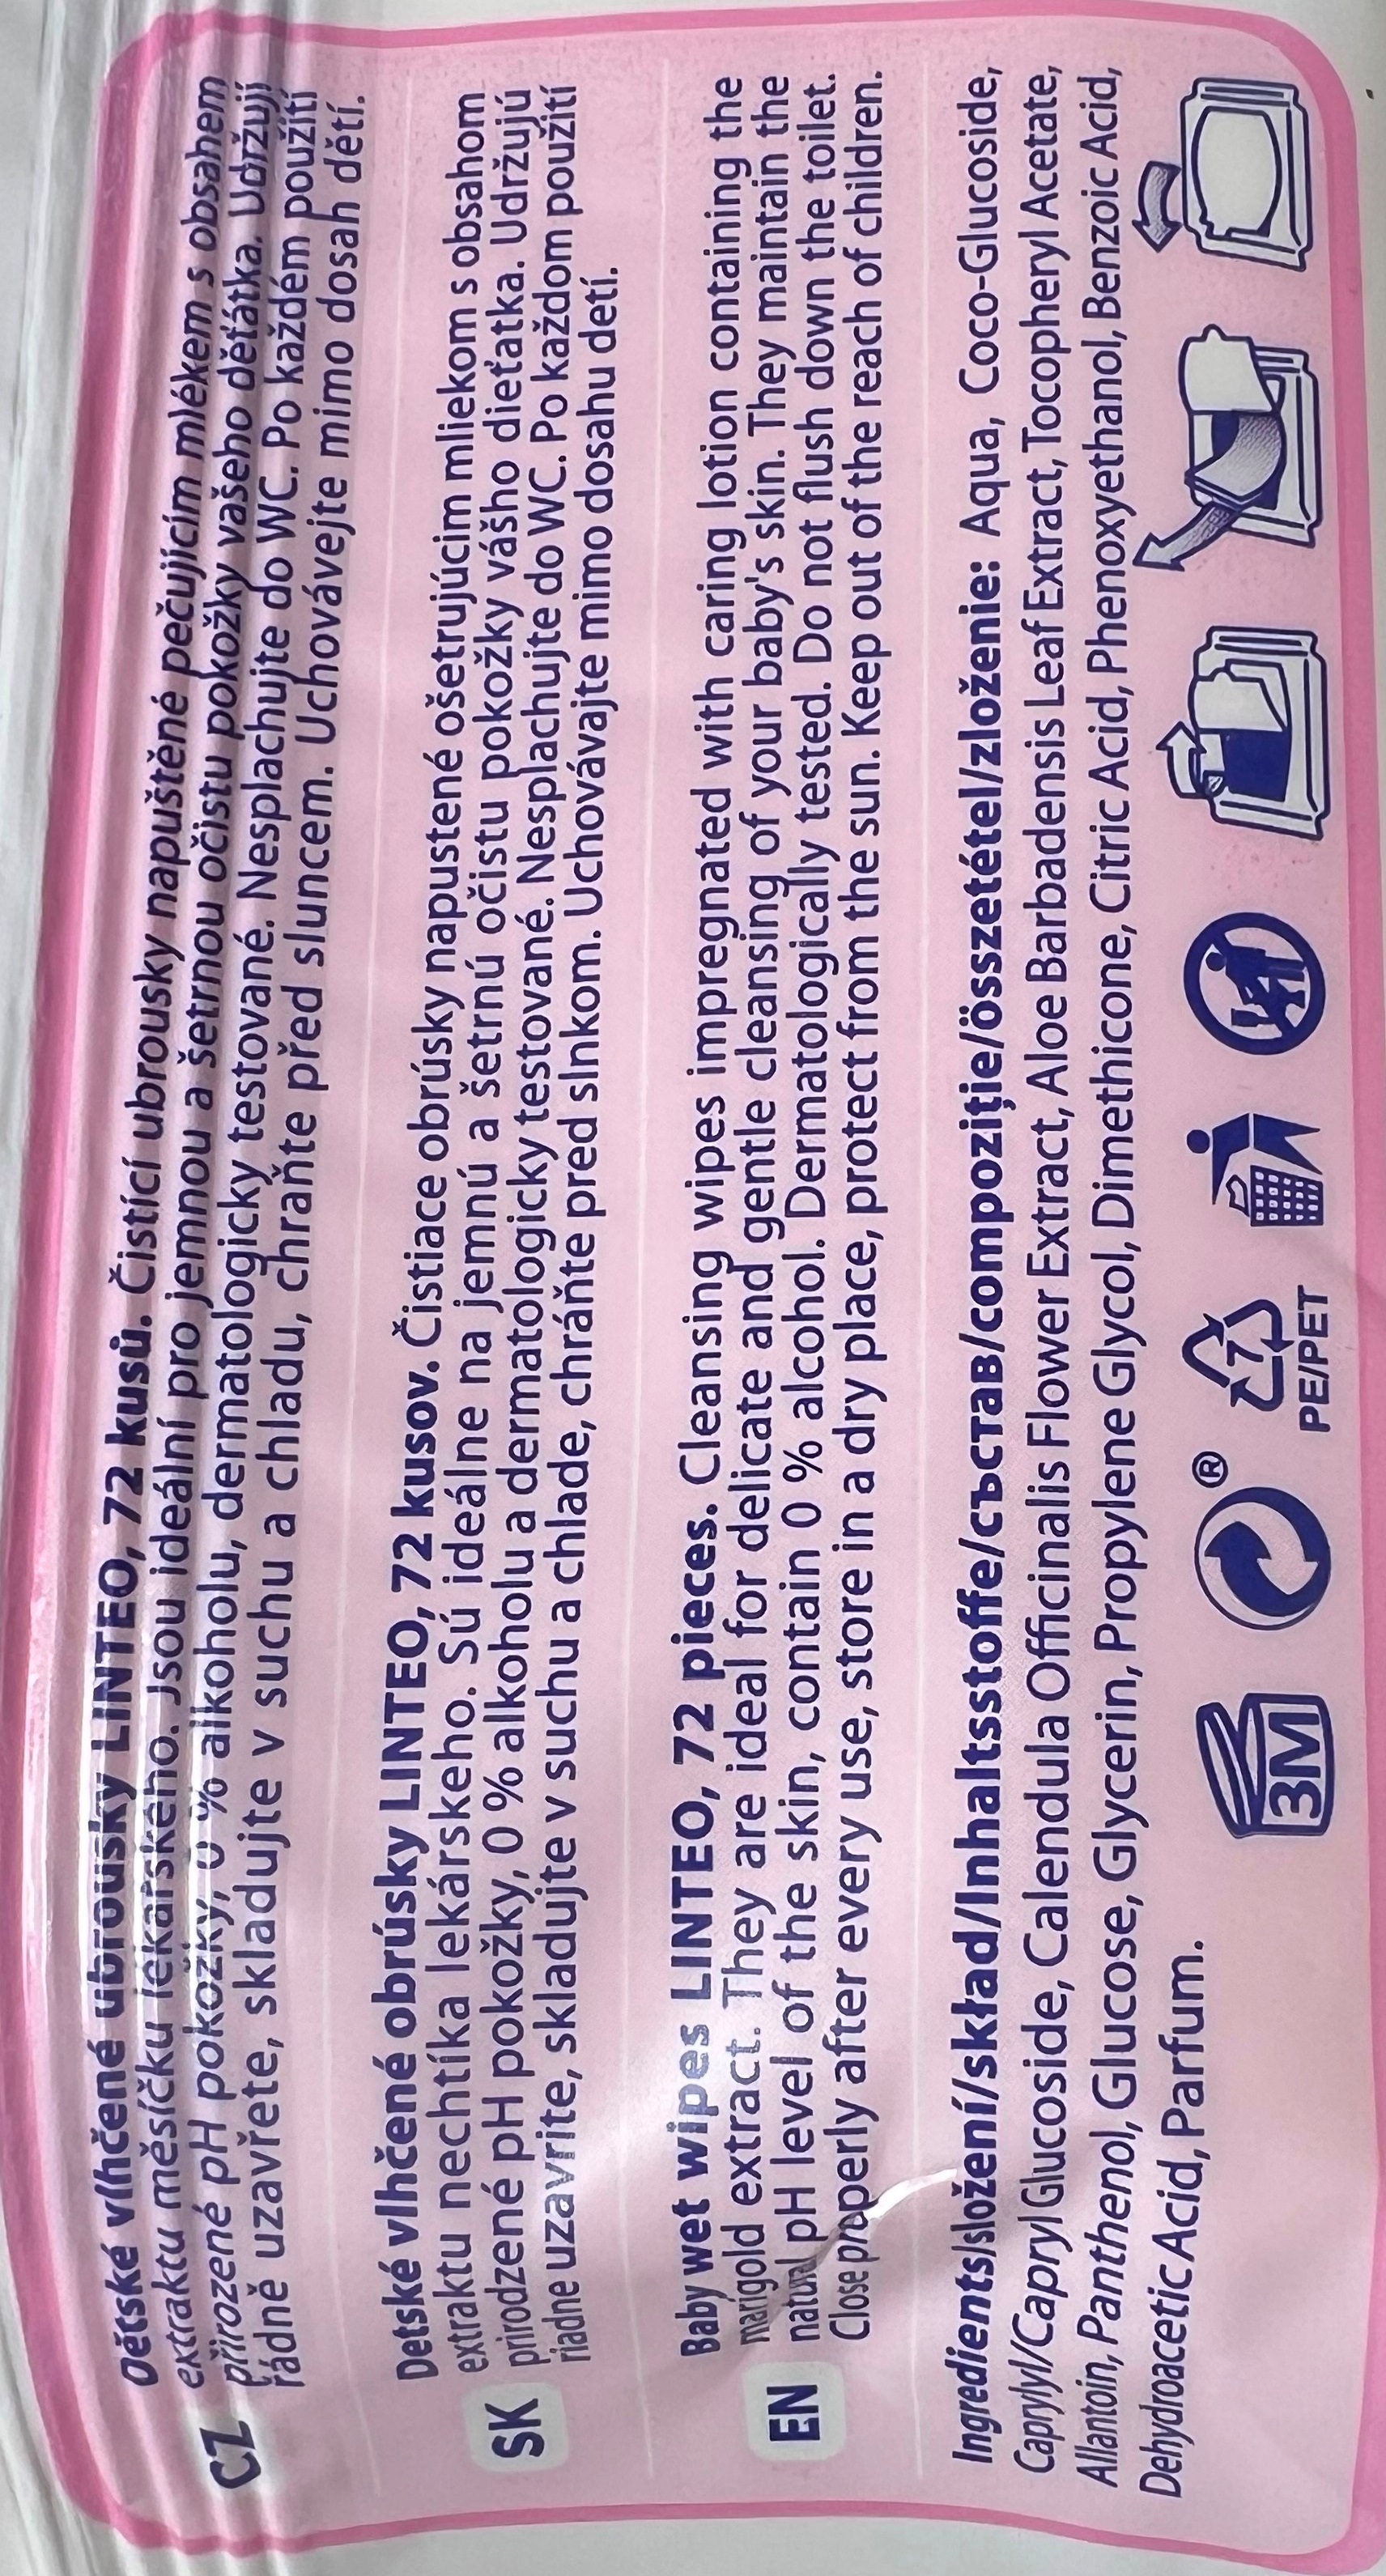 CZ
Dětské vlhčené ubrousky LINTEO, 72 kusů. Čistící ubrousky napuštěné pečujícím mlékem s obsahem
extraktu měsíčku lékařského. Jsou ideální pro jemnou a šetrnou očistu pokožky vašeho děťátka. Udržují
přirozené pH pokožky, 0 % alkoholu, dermatologicky testované. Nesplachujte do WC. Po každém použití
řádně uzavřete, skladujte v suchu a chladu, chraňte před sluncem. Uchovávejte mimo dosah dětí.
SK
Detské vlhčené obrúsky LINTEO, 72 kusov. Čistiace obrúsky napustené ošetrujúcim mliekom s obsahom
extraktu nechtíka lekárskeho. Sú ideálne na jemnú a šetrnú očistu pokožky vášho dieťatka. Udržujú
prirodzené pH pokožky, 0 % alkoholu a dermatologicky testované. Nesplachujte do WC. Po každom použití
riadne uzavrite, skladujte v suchu a chlade, chráňte pred slnkom. Uchovávajte mimo dosahu detí.
EN
Baby wet wipes LINTEO, 72 pieces. Cleansing wipes impregnated with caring lotion containing the
marigold extract. They are ideal for delicate and gentle cleansing of your baby's skin. They maintain the
natural pH level of the skin, contain 0 % alcohol. Dermatologically tested. Do not flush down the toilet.
Close properly after every use, store in a dry place, protect from the sun. Keep out of the reach of children.
Ingredients/složení/skład/Inhaltsstoffe/състав/compoziție/összetétel/zloženie: Aqua, Coco-Glucoside,
Caprylyl/Capryl Glucoside, Calendula Officinalis Flower Extract, Aloe Barbadensis Leaf Extract, Tocopheryl Acetate,
Allantoin, Panthenol, Glucose, Glycerin, Propylene Glycol, Dimethicone, Citric Acid, Phenoxyethanol, Benzoic Acid,
Dehydroacetic Acid, Parfum.
3M
®
7
PE/PET